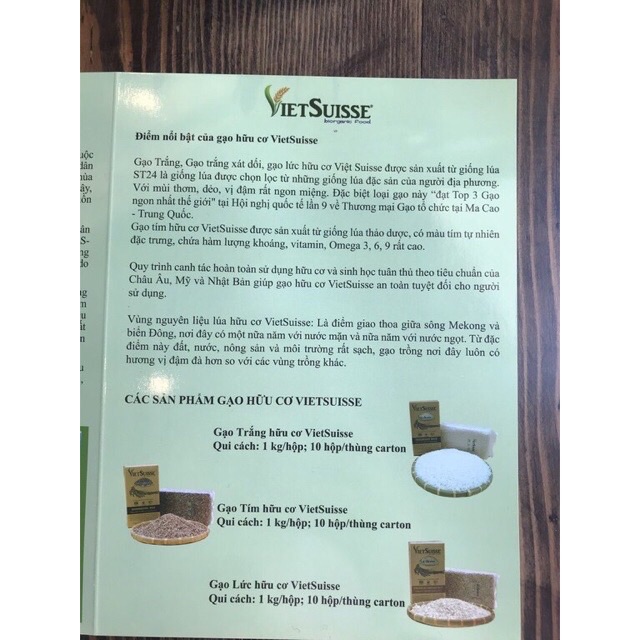 VIETSUISSE®
Bioorganic Food
Điểm nổi bật của gạo hữu cơ VietSuisse
Gạo Trắng, Gạo trắng xát dối, gạo lức hữu cơ Việt Suisse được sản xuất từ giống lúa
ST24 là giống lúa được chọn lọc từ những giống lúa đặc sản của người địa phương.
Với mùi thơm, dẻo, vị đậm rất ngon miệng. Đặc biệt loại gạo này “đạt Top 3 Gạo
ngon nhất thế giới" tại Hội nghị quốc tế lần 9 về Thương mại Gạo tổ chức tại Ma Cao
- Trung Quốc.
Gạo tím hữu cơ VietSuisse được sản xuất từ giống lúa thảo dược, có màu tím tự nhiên
đặc trưng, chứa hàm lượng khoáng, vitamin, Omega 3, 6, 9 rất cao.
Quy trình canh tác hoàn toàn sử dụng hữu cơ và sinh học tuân thủ theo tiêu chuẩn của
Châu Âu, Mỹ và Nhật Bản giúp gạo hữu cơ VietSuisse an toàn tuyệt đối cho người
sử dụng.
Vùng nguyên liệu lúa hữu cơ VietSuisse: Là điểm giao thoa giữa sông Mekong và
biển Đông, nơi đây có một nữa năm với nước mặn và nữa năm với nước ngọt. Từ đặc
điểm này đất, nước, nông sản và môi trường rất sạch, gạo trồng nơi đây luôn có
hương vị đậm đà hơn so với các vùng trồng khác.
CÁC SẢN PHẨM GẠO HỮU CƠ VIETSUISSE
Gạo Trắng hữu cơ VietSuisse
Qui cách: 1 kg/hộp; 10 hộp/thùng carton
Gạo Tím hữu cơ VietSuisse
Qui cách: 1 kg/hộp; 10 hộp/thùng carton
Gạo Lức hữu cơ VietSuisse
Qui cách: 1 kg/hộp; 10 hộp/thùng carton
VIETSUISSE
VIETSUISSE
VIETSUISSE